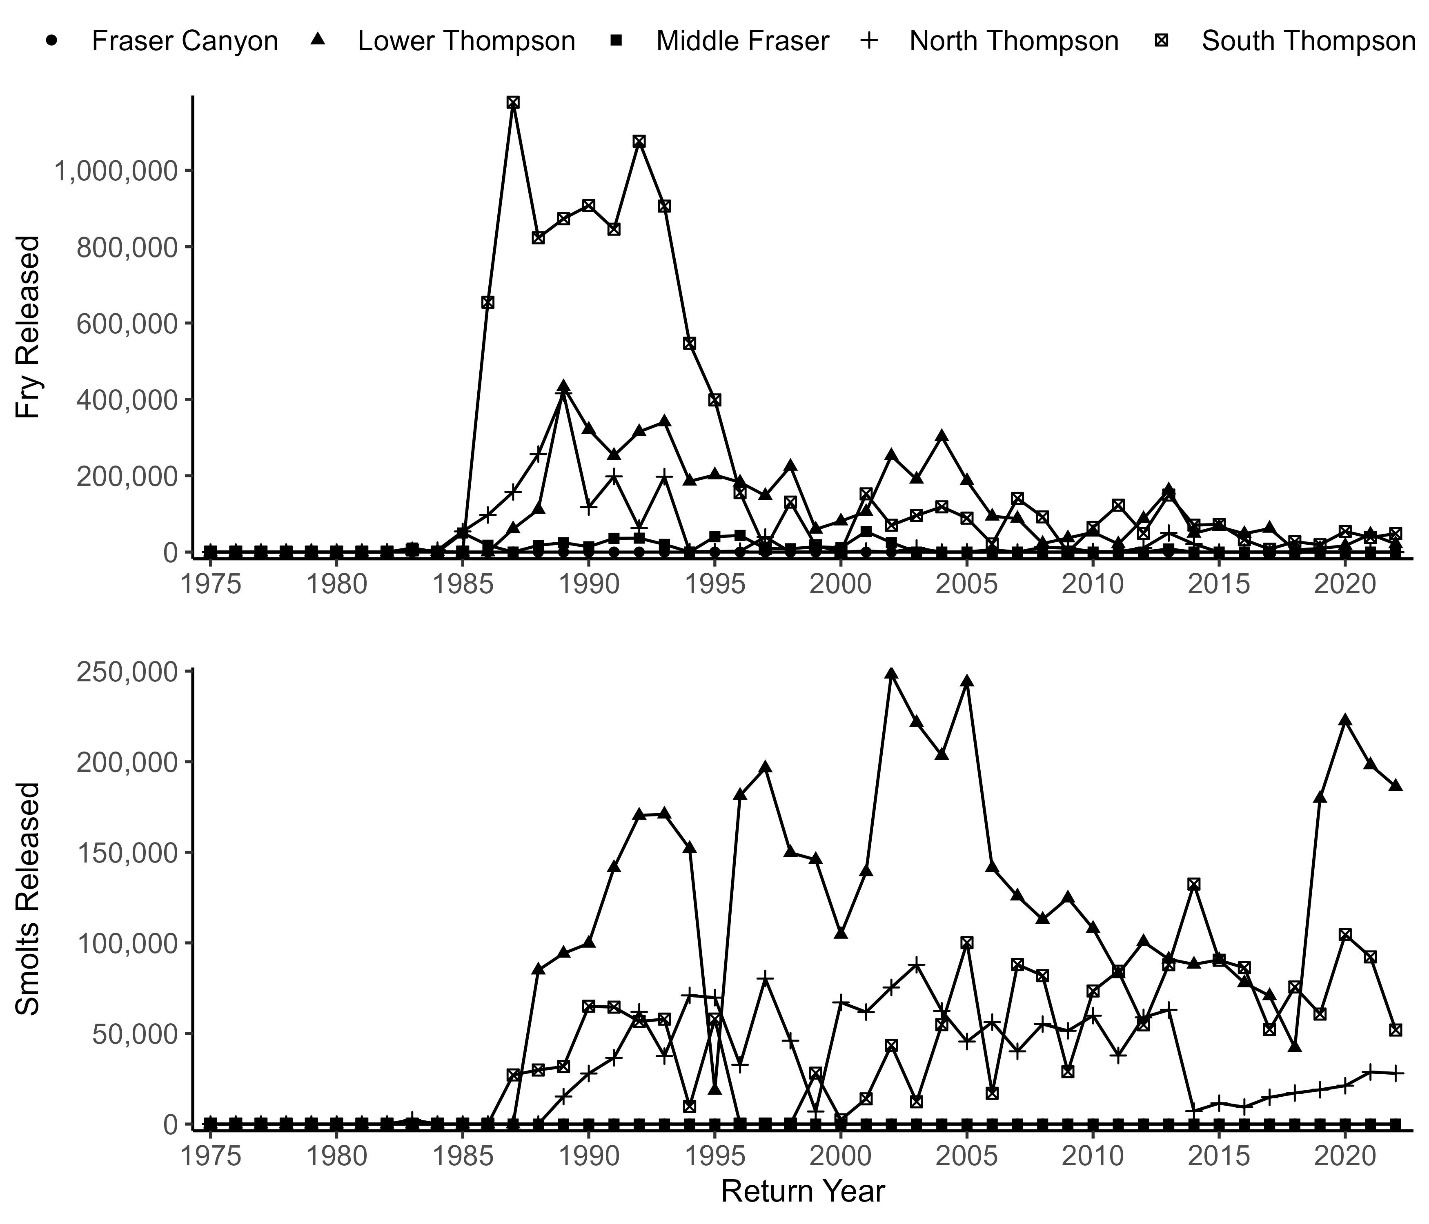 Fraser Canyon Lower Thompson Middle Fraser North Thompson South Thompson
Fry Released
1,000,000
800,000
600,000
400,000
200,000
0
1975 1980 1985 1990 1995 2000 2005 2010 2015 2020
Smolts Released
250,000
200,000
150,000
100,000
50,000
0
1975 1980 1985 1990 1995 2000 2005 2010 2015 2020
Return Year